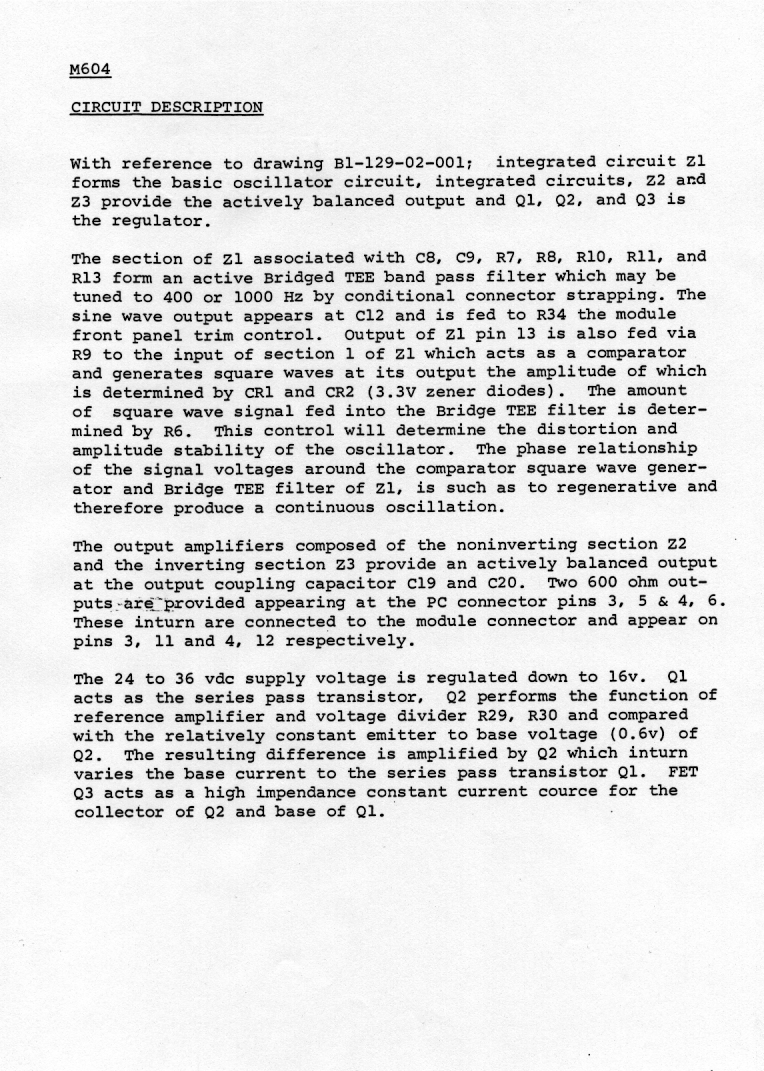 M604
CIRCUIT DESCRIPTION
With reference to drawing B1-129-02-001; integrated circuit Z1
forms the basic oscillator circuit, integrated circuits, Z2 and
Z3 provide the actively balanced output and Q1, Q2, and Q3 is
the regulator.
The section of Z1 associated with C8, C9, R7, R8, R10, R11, and
R13 form an active Bridged TEE band pass filter which may be
tuned to 400 or 1000 Hz by conditional connector strapping. The
sine wave output appears at C12 and is fed to R34 the module
front panel trim control. Output of Z1 pin 13 is also fed via
R9 to the input of section 1 of Z1 which acts as a comparator
and generates square waves at its output the amplitude of which
is determined by CR1 and CR2 (3.3V zener diodes). The amount
of square wave signal fed into the Bridge TEE filter is deter-
mined by R6. This control will determine the distortion and
amplitude stability of the oscillator. The phase relationship
of the signal voltages around the comparator square wave gener-
ator and Bridge TEE filter of Z1, is such as to regenerative and
therefore produce a continuous oscillation.
The output amplifiers composed of the noninverting section Z2
and the inverting section Z3 provide an actively balanced output
at the output coupling capacitor C19 and C20. Two 600 ohm out-
puts are provided appearing at the PC connector pins 3, 5 & 4, 6.
These inturn are connected to the module connector and appear on
pins 3, 11 and 4, 12 respectively.
The 24 to 36 vdc supply voltage is regulated down to 16v. Q1
acts as the series pass transistor, Q2 performs the function of
reference amplifier and voltage divider R29, R30 and compared
with the relatively constant emitter to base voltage (0.6v) of
Q2. The resulting difference is amplified by Q2 which inturn
varies the base current to the series pass transistor Q1. FET
Q3 acts as a high impendance constant current cource for the
collector of Q2 and base of Q1.